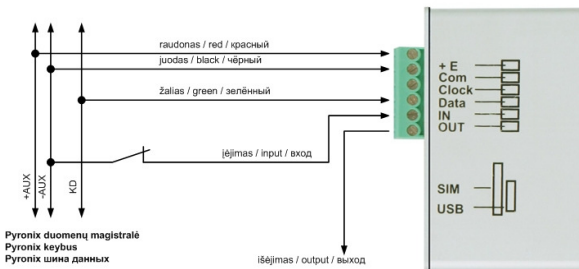 raudonas / red / красный
juodas / black / чёрный
žalias / green / зелённый
įėjimas / input / вход
+AUX
-AUX
KD
Pyronix duomenų magistralė
Pyronix keybus
Pyronix шина данных
išėjimas / output / выход
+ E
Com
Clock
Data
IN
OUT
SIM
USB